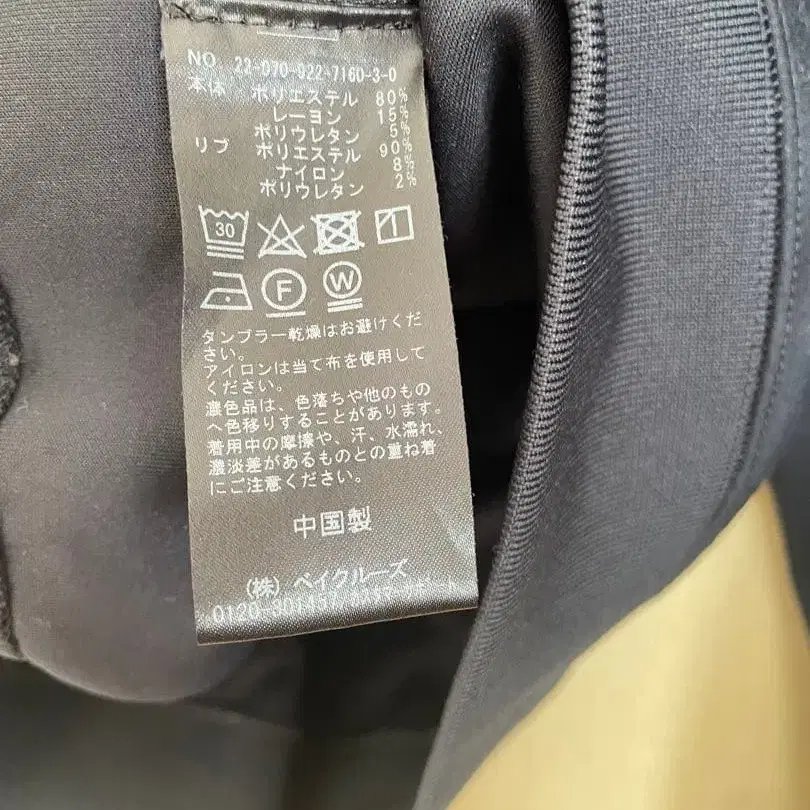 NO 22-070-922-7160-3-0
本体 ポリエステル 80%
レーヨン 15%
ポリウレタン 5%
リブ ポリエステル 90%
ナイロン 8%
ポリウレタン 2%
30
F W
タンブラー乾燥はお避けくだ
さい。
アイロンは当て布を使用して
ください。
濃色品は、色落ちや他のもの
へ色移りすることがあります。
着用中の摩擦や、汗、水濡れ、
濃淡差があるものとの重ね着
にご注意ください。
中国製
(株) ベイクルーズ
0120-301457